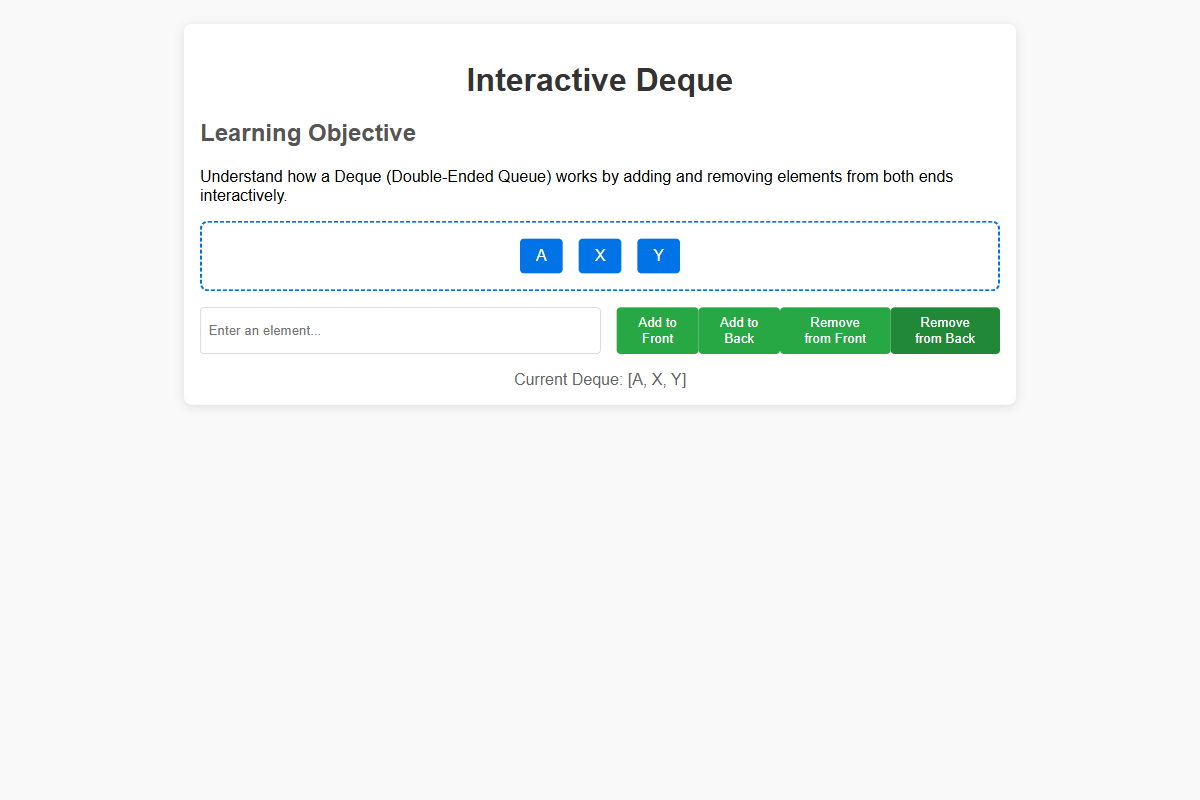 Interactive Deque
Learning Objective
Understand how a Deque (Double-Ended Queue) works by adding and removing elements from both ends
interactively.
A X Y
Enter an element...
Add to
Front
Add to
Back
Remove
from Front
Remove
from Back
Current Deque: [A, X, Y]